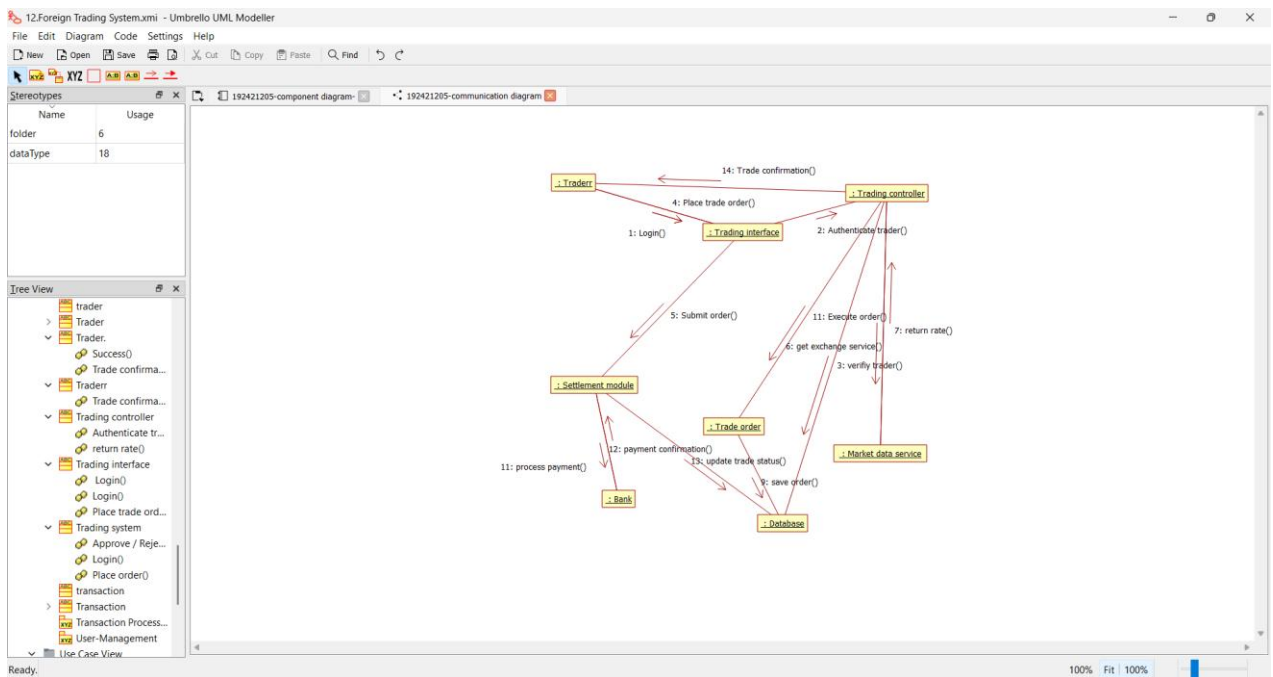 12.Foreign Trading System.xmi - Umbrello UML Modeller
File Edit Diagram Code Settings Help
New Open Save Cut Copy Paste Find
XYZ XYZ A:B A:B
Stereotypes
192421205-component diagram-
192421205-communication diagram
Name Usage
folder 6
dataType 18
Tree View
trader
Trader
Trader.
Success()
Trade confirma...
Traderr
Trade confirma...
Trading controller
Authenticate tr...
return rate()
Trading interface
Login()
Login()
Place trade ord...
Trading system
Approve / Reje...
Login()
Place order()
transaction
Transaction
Transaction Process...
User-Management
Use Case View
14: Trade confirmation()
: Traderr
: Trading controller
4: Place trade order()
1: Login()
: Trading interface
2: Authenticate trader()
5: Submit order()
11: Execute order()
7: return rate()
6: get exchange service()
3: verifiy trader()
: Settlement module
: Trade order
12: payment confirmation()
: Market data service
13: update trade status()
11: process payment()
9: save order()
: Bank
: Database
Ready.
100% Fit 100%